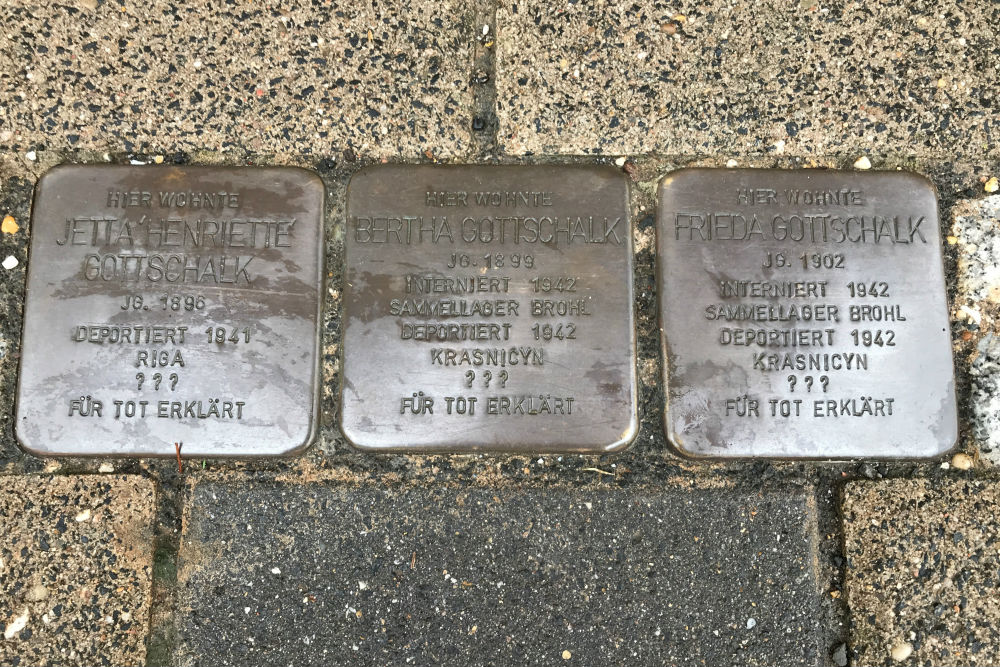 HIER WOHNTE
JETTA HENRIETTE
GOTTSCHALK
JG. 1896
DEPORTIERT 1941
RIGA
???
FÜR TOT ERKLÄRT
HIER WOHNTE
BERTHA GOTTSCHALK
JG. 1899
INTERNIERT 1942
SAMMELLAGER BROHL
DEPORTIERT 1942
KRASNICYN
???
FÜR TOT ERKLÄRT
HIER WOHNTE
FRIEDA GOTTSCHALK
JG. 1902
INTERNIERT 1942
SAMMELLAGER BROHL
DEPORTIERT 1942
KRASNICYN
???
FÜR TOT ERKLÄRT